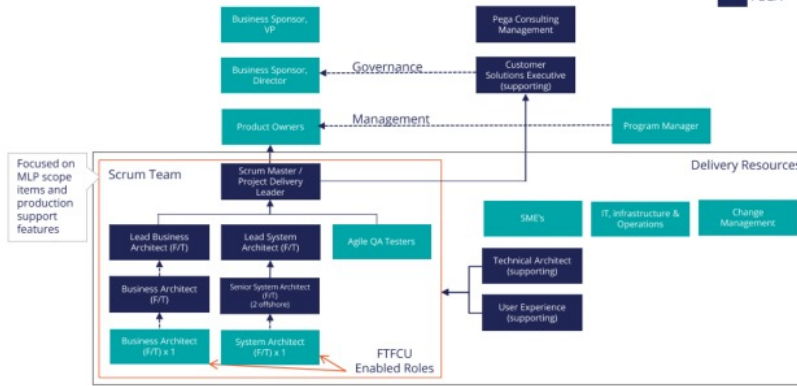 Business Sponsor,
VP
Pega Consulting
Management
Business Sponsor,
Director
Governance
Customer
Solutions Executive
(supporting)
Product Owners
Management
Program Manager
Focused on
MLP scope
items and
production
support
features
Scrum Team
Scrum Master /
Project Delivery
Leader
Delivery Resources
SME's
IT, infrastructure &
Operations
Change
Management
Lead Business
Architect (F/T)
Lead System
Architect (F/T)
Agile QA Testers
Technical Architect
(supporting)
Business Architect
(F/T)
Senior System Architect
(F/T)
(2 offshore)
User Experience
(supporting)
Business Architect
(F/T) x 1
System Architect
(F/T) x 1
FTFCU
Enabled Roles